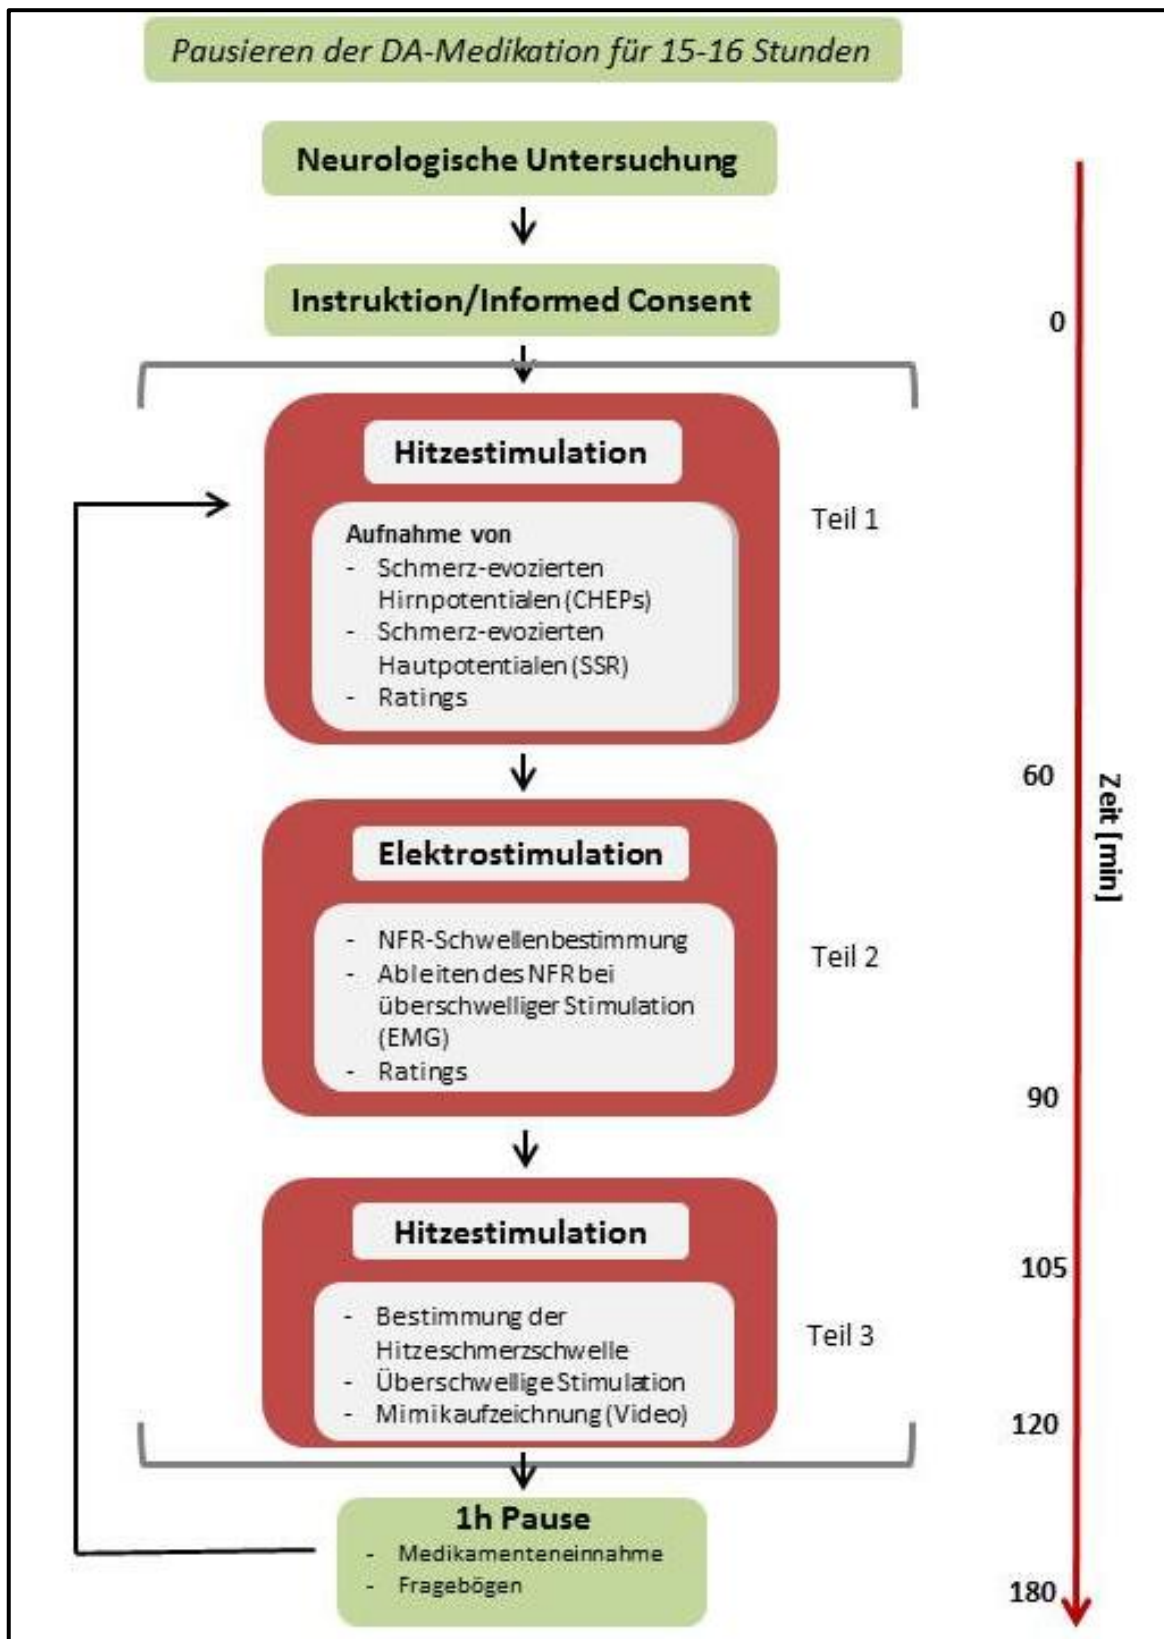 Pausieren der DA-Medikation für 15-16 Stunden
Neurologische Untersuchung
Instruktion/Informed Consent
0
Hitzestimulation
Teil 1
Aufnahme von
- Schmerz-evozierten
Hirnpotentialen (CHEPs)
- Schmerz-evozierten
Hautpotentialen (SSR)
- Ratings
60
Zeit [min]
Elektrostimulation
Teil 2
- NFR-Schwellenbestimmung
- Ableiten des NFR bei
überschwelliger Stimulation
(EMG)
- Ratings
90
Hitzestimulation
105
Teil 3
- Bestimmung der
Hitzeschmerzschwelle
- Überschwellige Stimulation
- Mimikaufzeichnung (Video)
120
1h Pause
- Medikamenteneinnahme
- Fragebögen
180